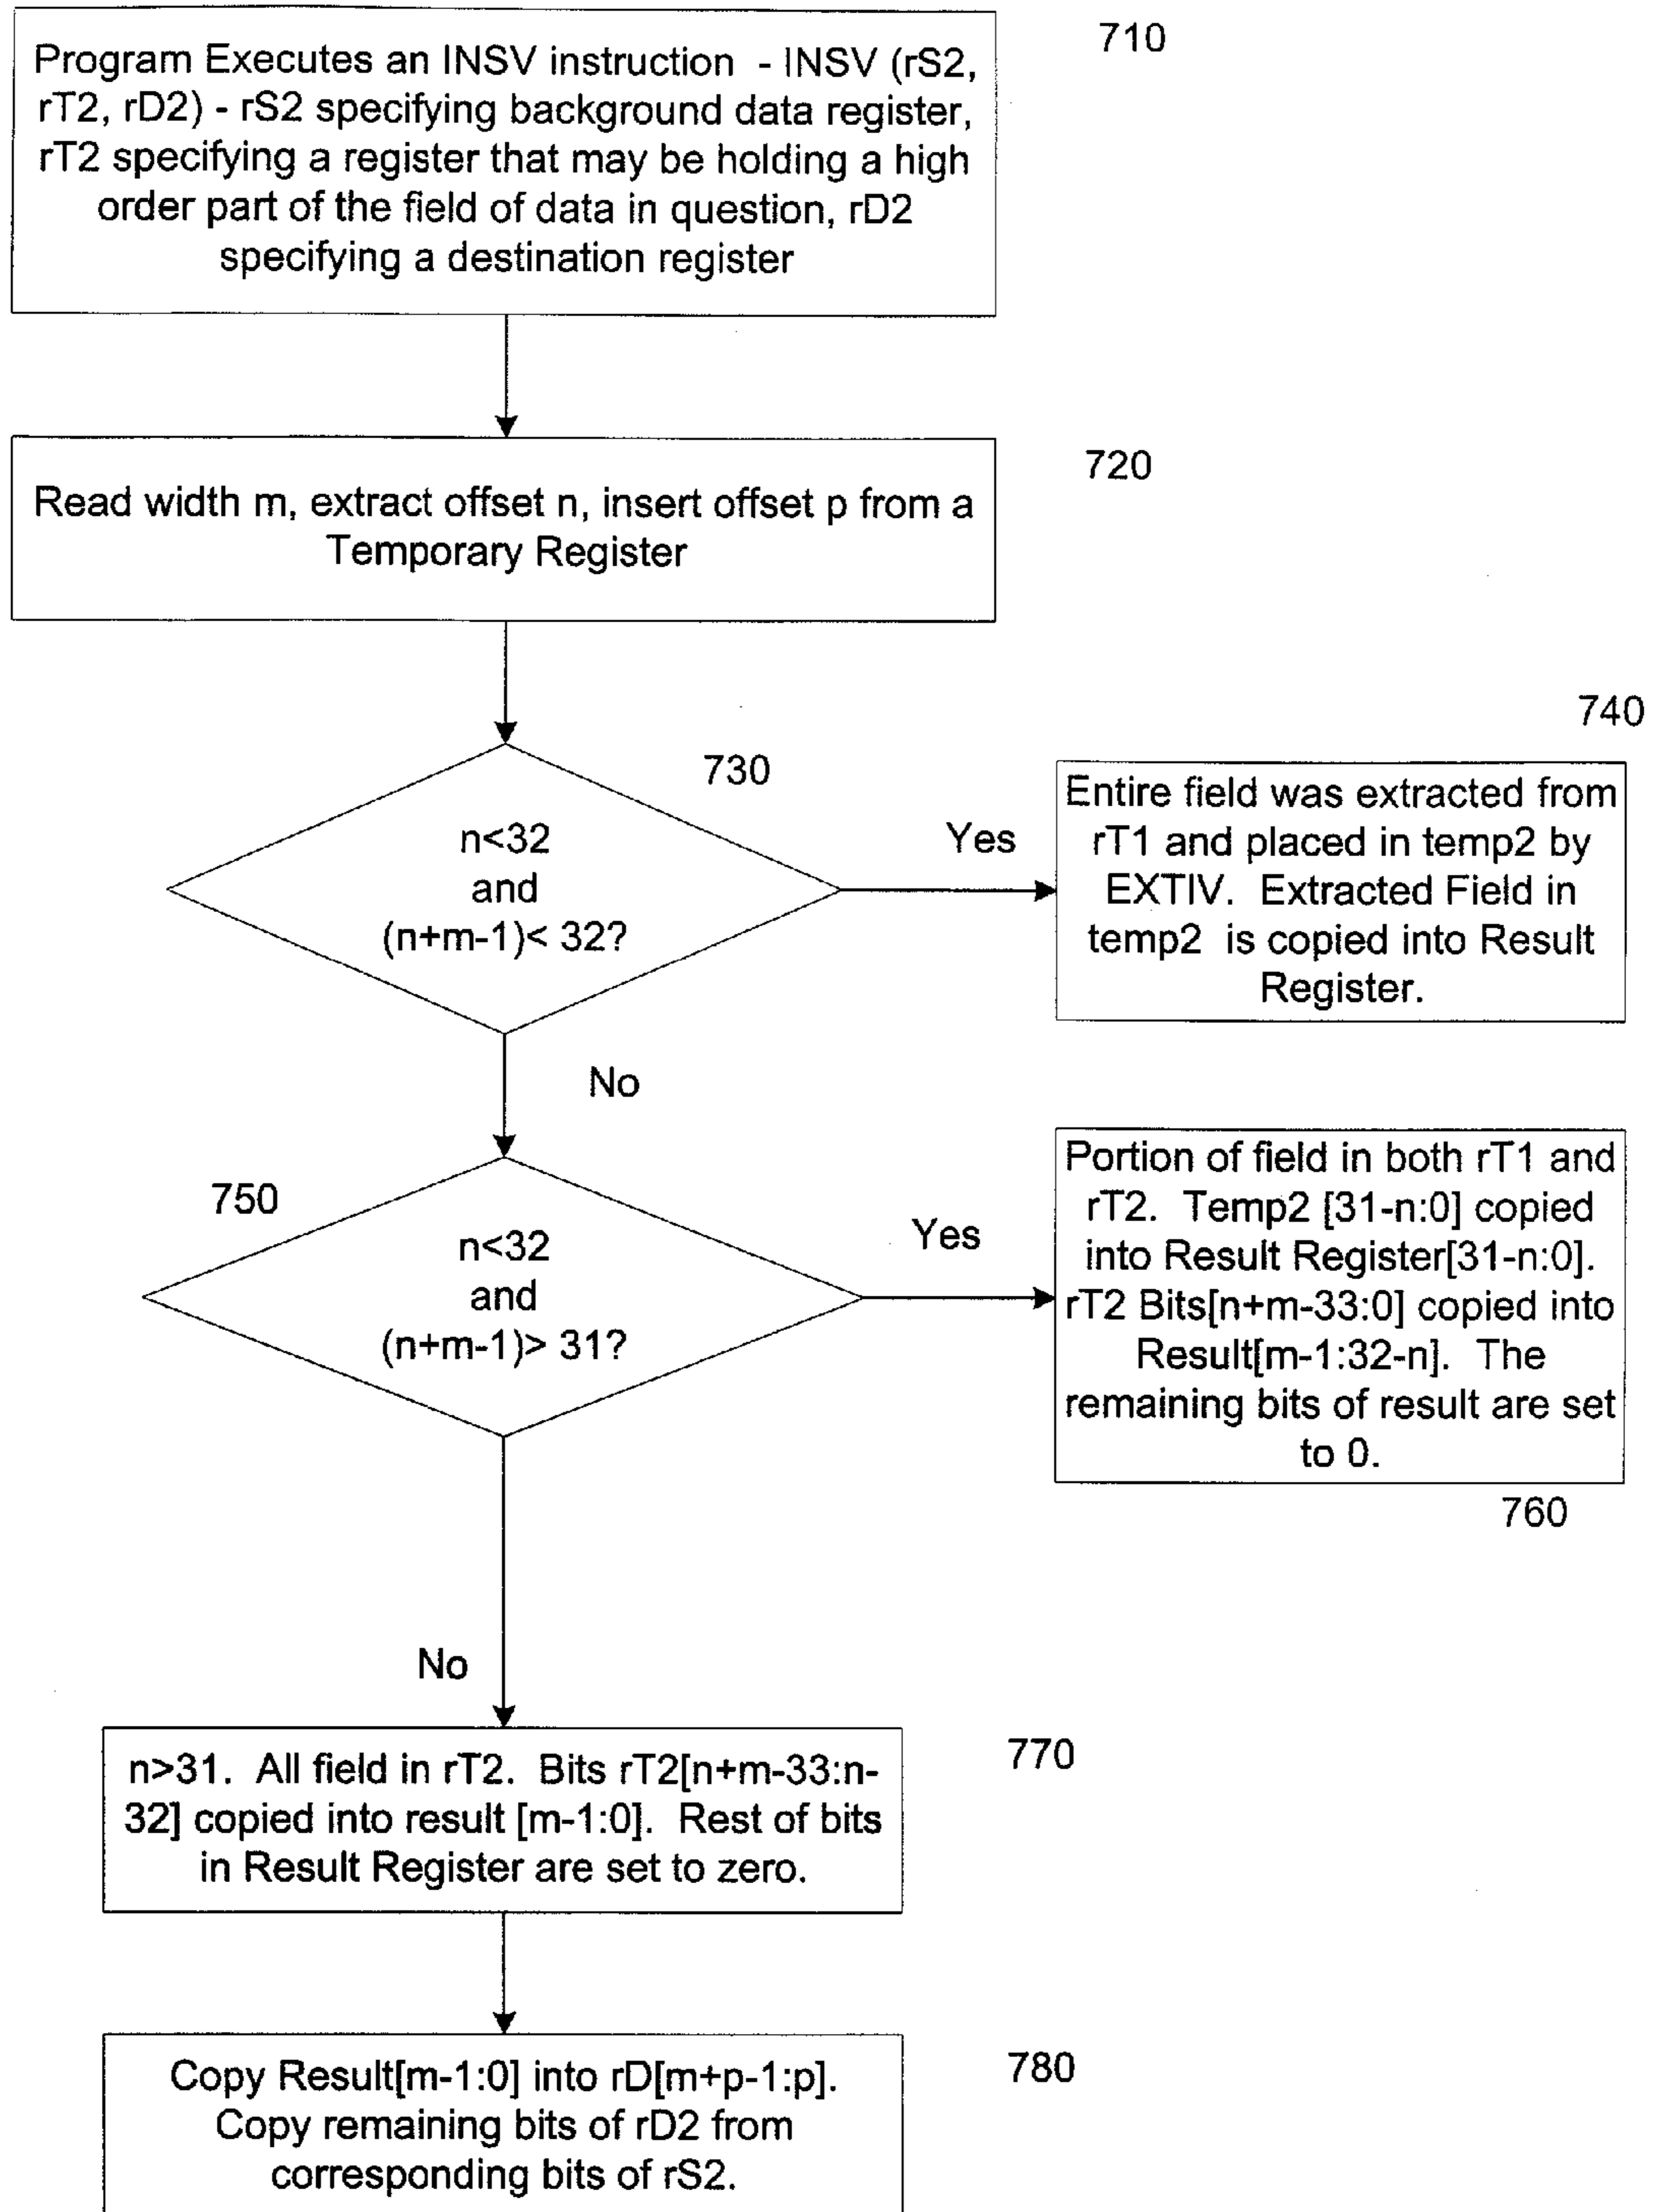 710
Program Executes an INSV instruction - INSV (rS2,
rT2, rD2) - rS2 specifying background data register,
rT2 specifying a register that may be holding a high
order part of the field of data in question, rD2
specifying a destination register
720
Read width m, extract offset n, insert offset p from a
Temporary Register
730
n<32
and
(n+m-1)< 32?
Yes
740
Entire field was extracted from
rT1 and placed in temp2 by
EXTIV. Extracted Field in
temp2 is copied into Result
Register.
No
750
n<32
and
(n+m-1)> 31?
Yes
Portion of field in both rT1 and
rT2. Temp2 [31-n:0] copied
into Result Register[31-n:0].
rT2 Bits[n+m-33:0] copied into
Result[m-1:32-n]. The
remaining bits of result are set
to 0.
760
No
770
n>31. All field in rT2. Bits rT2[n+m-33:n-
32] copied into result [m-1:0]. Rest of bits
in Result Register are set to zero.
780
Copy Result[m-1:0] into rD[m+p-1:p].
Copy remaining bits of rD2 from
corresponding bits of rS2.